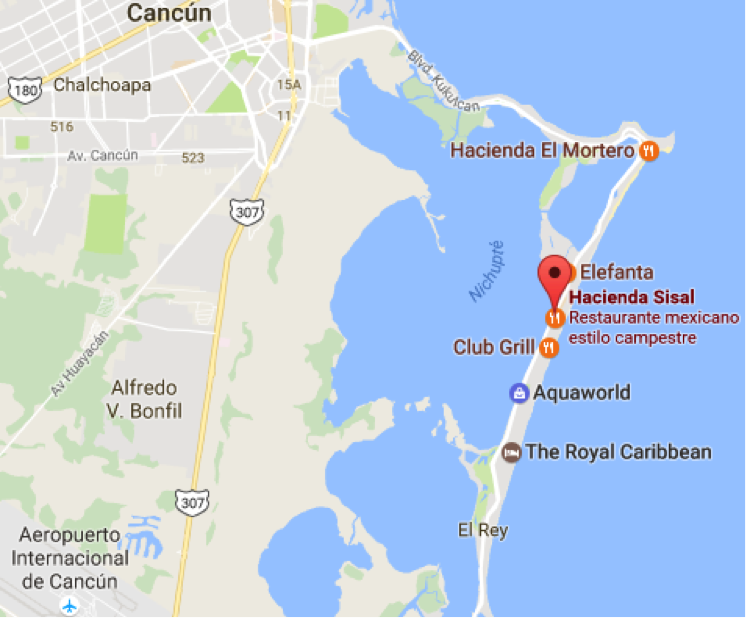 Cancún
Blvd. Kukulcan
180
Chalchoapa
15A
11
516
Av. Cancún
523
Hacienda El Mortero
307
Nichupté
Elefanta
Hacienda Sisal
Restaurante mexicano
estilo campestre
Club Grill
Av Huayacán
Alfredo
V. Bonfil
Aquaworld
The Royal Caribbean
307
El Rey
Aeropuerto
Internacional
de Cancún